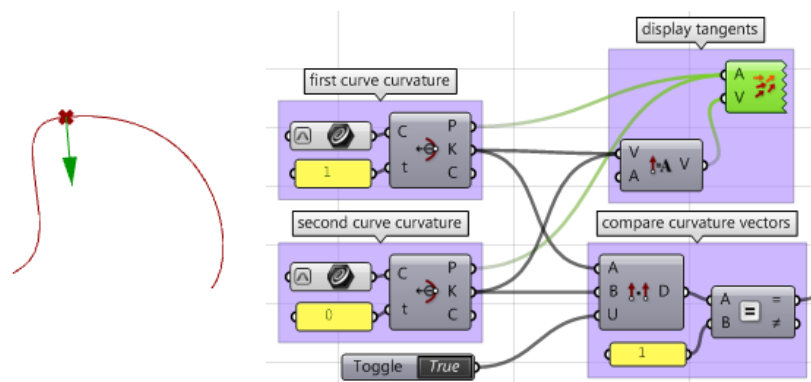 display tangents
A
V
first curve curvature
C
t
P
K
C
1
V
A
A
V
second curve curvature
compare curvature vectors
C
t
P
K
C
0
A
B
U
D
A
B
=
=
≠
1
Toggle True